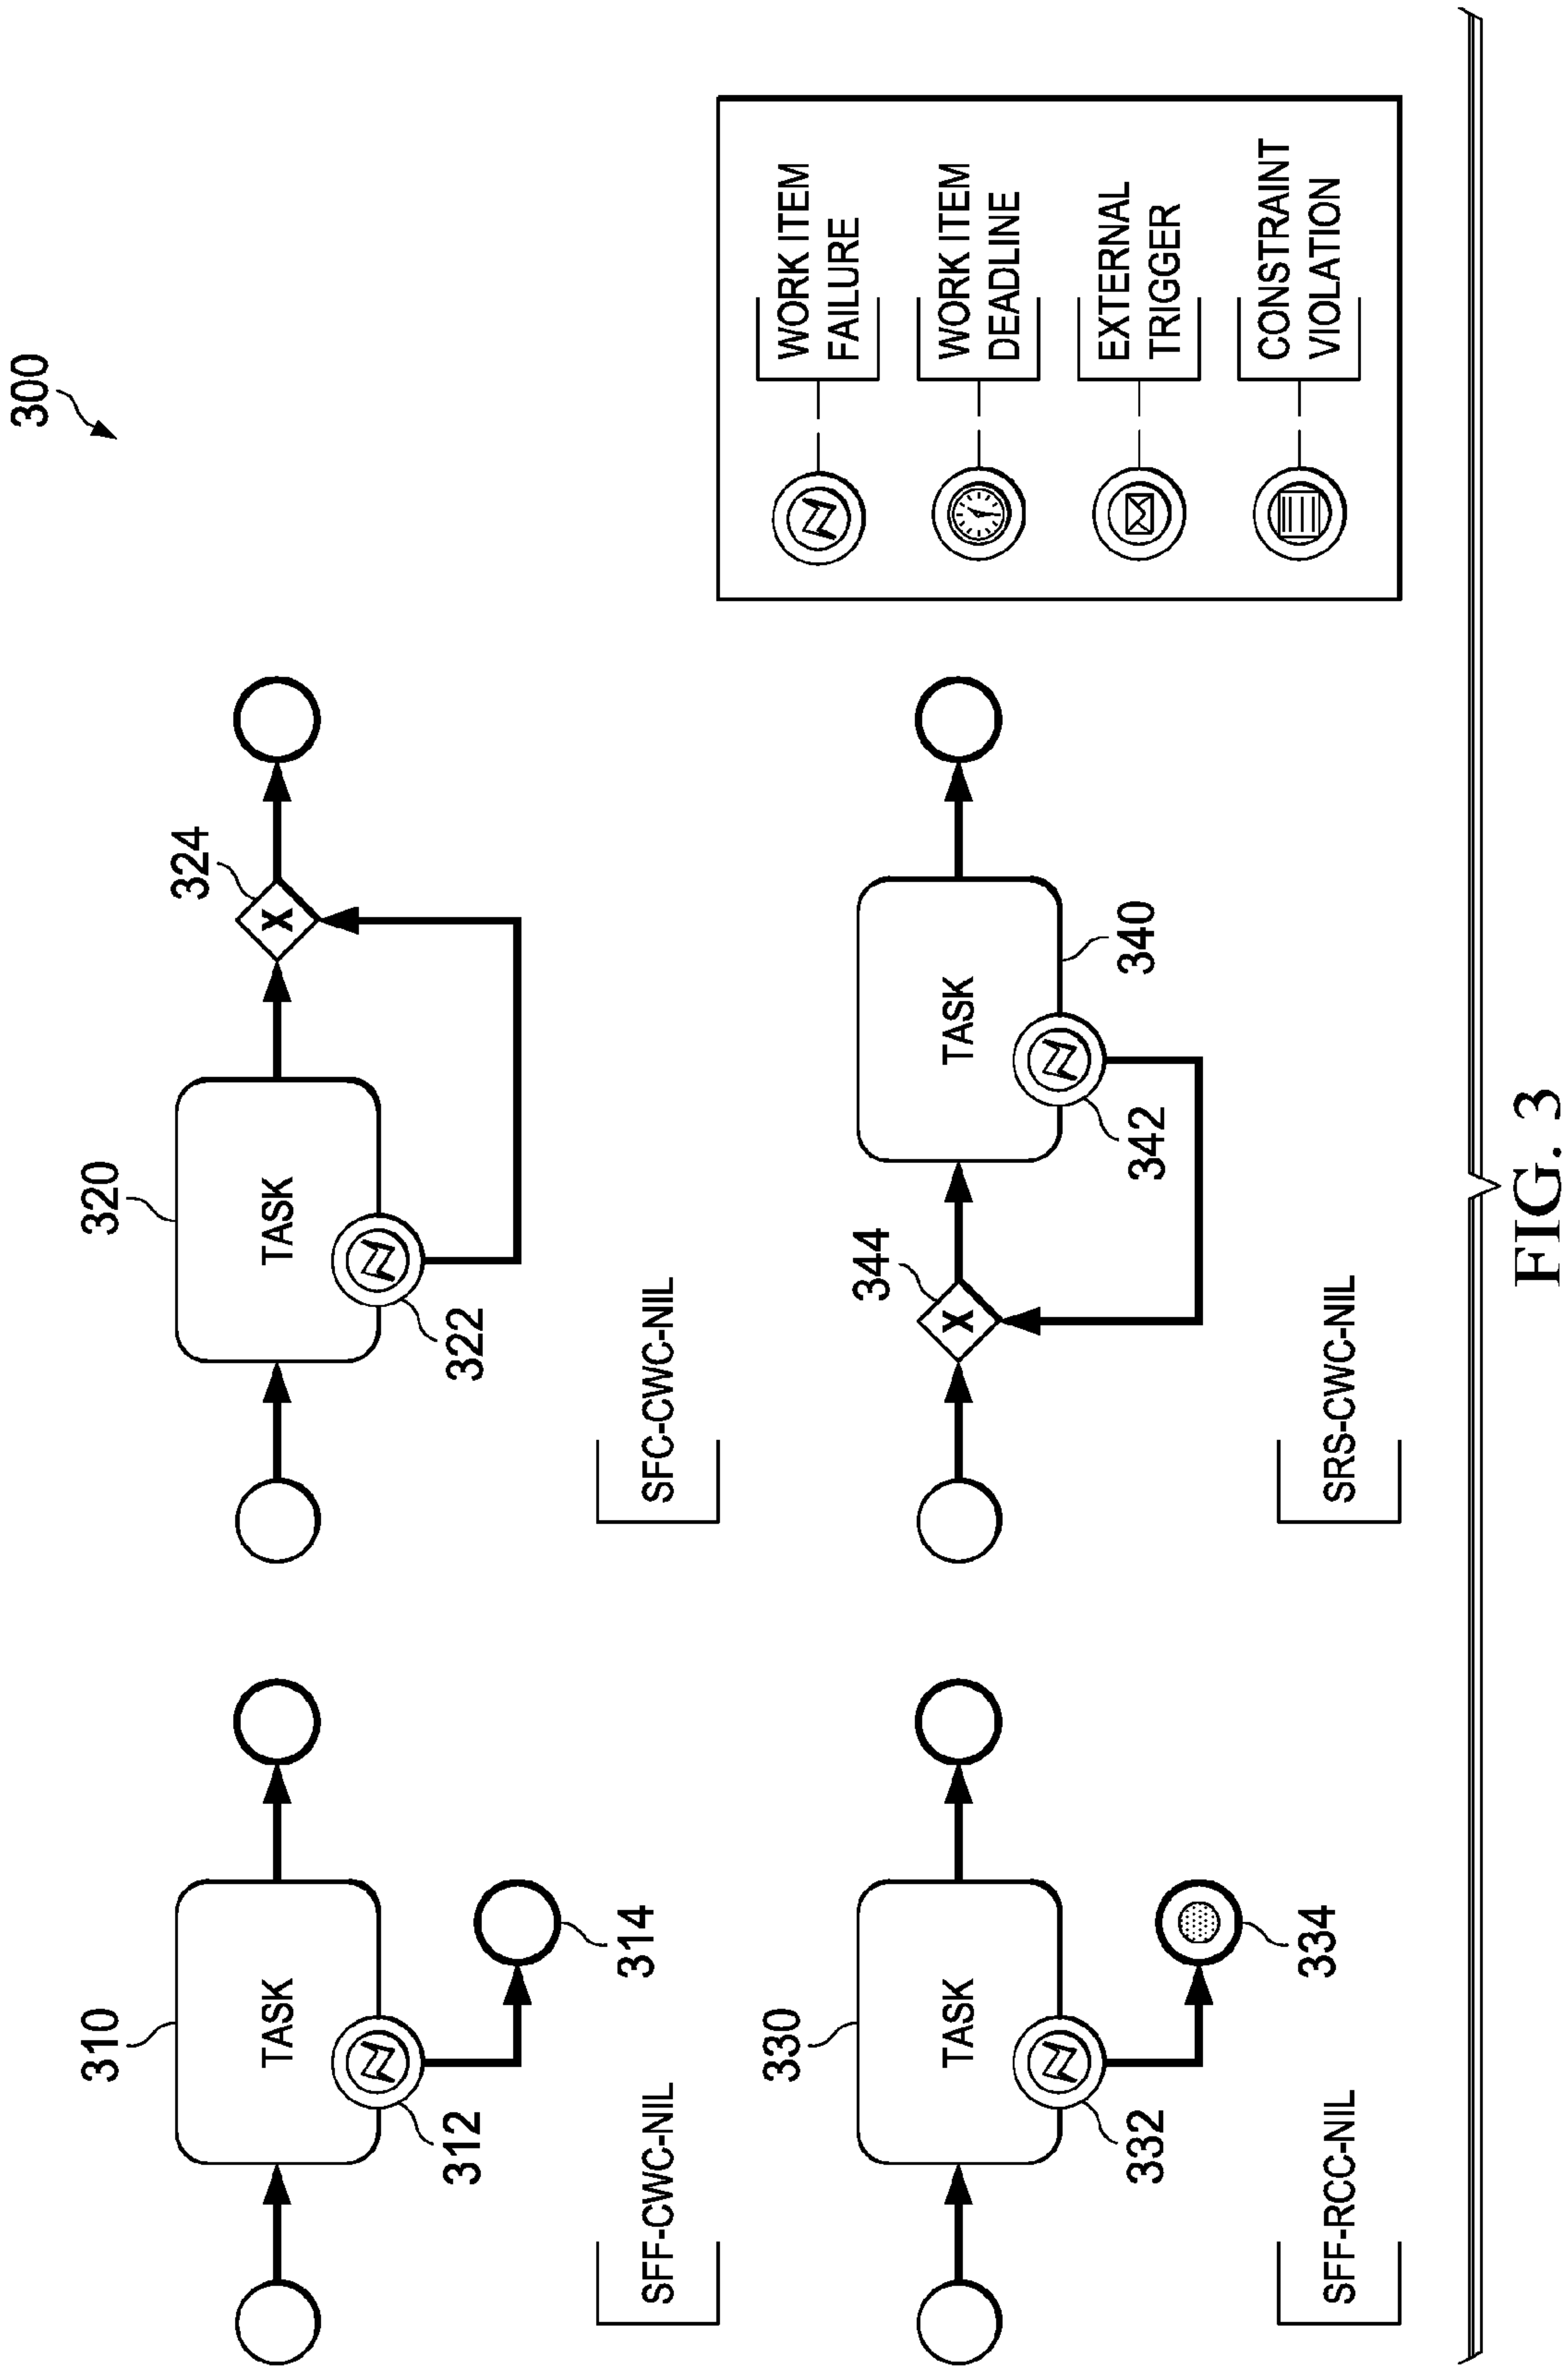 300
310
TASK
312
314
SFF-CWC-NIL
320
TASK
322
324
X
SFC-CWC-NIL
330
TASK
332
334
SFF-RCC-NIL
344
X
TASK
340
342
SRS-CWC-NIL
WORK ITEM
FAILURE
WORK ITEM
DEADLINE
EXTERNAL
TRIGGER
CONSTRAINT
VIOLATION
FIG. 3